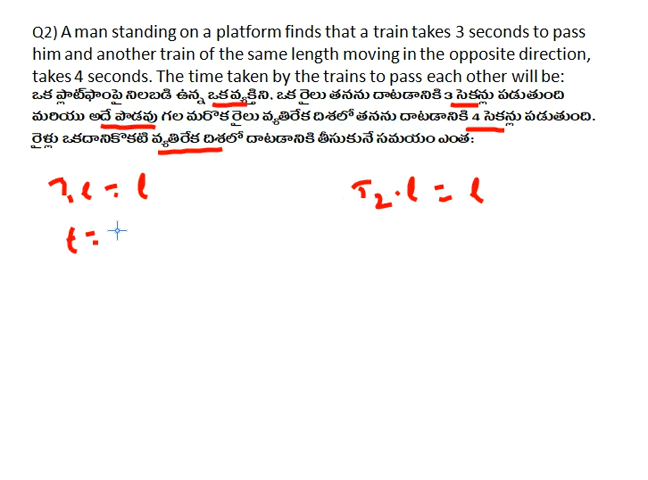 Q2) A man standing on a platform finds that a train takes 3 seconds to pass
him and another train of the same length moving in the opposite direction,
takes 4 seconds. The time taken by the trains to pass each other will be:
ఒక ప్లాట్‌ఫాంపై నిలబడి ఉన్న ఒకవ్యక్తిని, ఒక రైలు తనను దాటడానికి 3 సెకన్లు పడుతుంది
మరియు అదే పొడవు గల మరొక రైలు వ్యతిరేక దిశలో తనను దాటడానికి 4 సెకన్లు పడుతుంది.
రైళ్లు ఒకదానికొకటి వ్యతిరేక దిశలో దాటడానికి తీసుకునే సమయం ఎంత:
T1 l = l T2 . l = l
t =